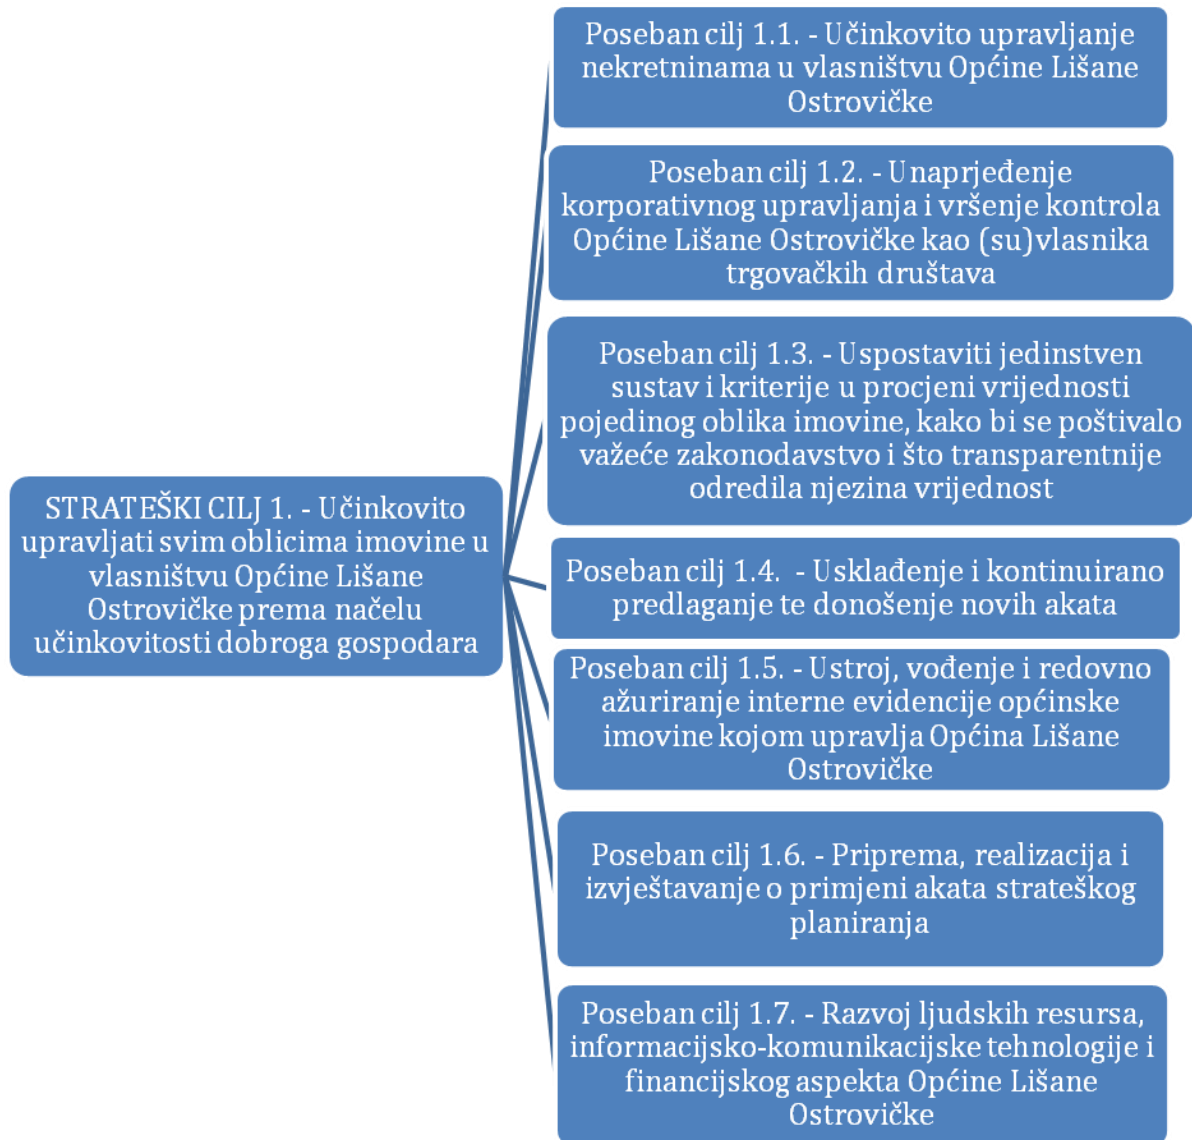 STRATEŠKI CILJ 1. - Učinkovito
upravljati svim oblicima imovine u
vlasništvu Općine Lišane
Ostrovičke prema načelu
učinkovitosti dobroga gospodara
Poseban cilj 1.1. - Učinkovito upravljanje
nekretninama u vlasništvu Općine Lišane
Ostrovičke
Poseban cilj 1.2. - Unaprjeđenje
korporativnog upravljanja i vršenje kontrola
Općine Lišane Ostrovičke kao (su)vlasnika
trgovačkih društava
Poseban cilj 1.3. - Uspostaviti jedinstven
sustav i kriterije u procjeni vrijednosti
pojedinog oblika imovine, kako bi se poštivalo
važeće zakonodavstvo i što transparentnije
odredila njezina vrijednost
Poseban cilj 1.4. - Usklađenje i kontinuirano
predlaganje te donošenje novih akata
Poseban cilj 1.5. - Ustroj, vođenje i redovno
ažuriranje interne evidencije općinske
imovine kojom upravlja Općina Lišane
Ostrovičke
Poseban cilj 1.6. - Priprema, realizacija i
izvještavanje o primjeni akata strateškog
planiranja
Poseban cilj 1.7. - Razvoj ljudskih resursa,
informacijsko-komunikacijske tehnologije i
financijskog aspekta Općine Lišane
Ostrovičke